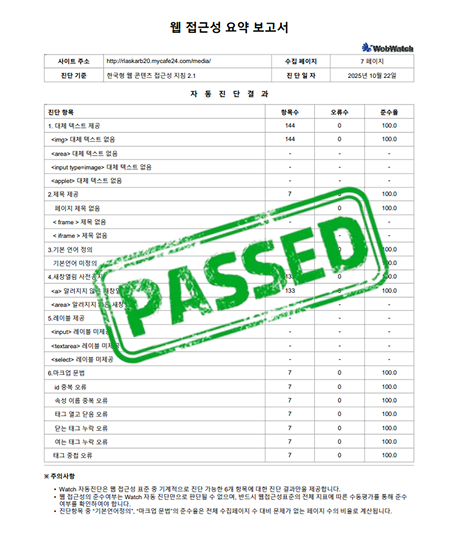 웹 접근성 요약 보고서
WebWatch
사이트 주소 http://riaskarb20.mycafe24.com/media/ 수집 페이지 7 페이지
진단 기준 한국형 웹 콘텐츠 접근성 지침 2.1 진단 일자 2025년 10월 22일
자 동 진 단 결 과
진단 항목 항목수 오류수 준수율
1. 대체 텍스트 제공 144 0 100.0
<img> 대체 텍스트 없음 144 0 100.0
<area> 대체 텍스트 없음 - - -
<input type=image> 대체 텍스트 없음 - - -
<applet> 대체 텍스트 없음 - - -
2.제목 제공 7 0 100.0
페이지 제목 없음 0 100.0
< frame > 제목 없음 - -
< iframe > 제목 없음 -
3.기본 언어 정의 100.0
기본언어 미정의 100.0
4.새창열림 사전공지 133 100.0
<a> 알려지지 않은 새창 133 0 100.0
<area> 알려지지 않은 새창 - -
5.레이블 제공 - - -
<input> 레이블 미제공 - - -
<textarea> 레이블 미제공 - - -
<select> 레이블 미제공 - - -
6.마크업 문법 7 0 100.0
id 중복 오류 7 0 100.0
속성 이름 중복 오류 7 0 100.0
태그 열고 닫음 오류 7 0 100.0
닫는 태그 누락 오류 7 0 100.0
여는 태그 누락 오류 7 0 100.0
태그 중첩 오류 7 0 100.0
PASSED
※ 주의사항
• Watch 자동진단은 웹 접근성 표준 중 기계적으로 진단 가능한 6개 항목에 대한 진단 결과만을 제공합니다.
• 웹 접근성의 준수여부는 Watch 자동 진단만으로 판단될 수 없으며, 반드시 웹접근성표준의 전체 지표에 따른 수동평가를 통해 준수
여부를 확인하여야 합니다.
• 진단항목 중 "기본언어정의", "마크업 문법"의 준수율은 전체 수집페이지 수 대비 문제가 없는 페이지 수의 비율로 계산됩니다.